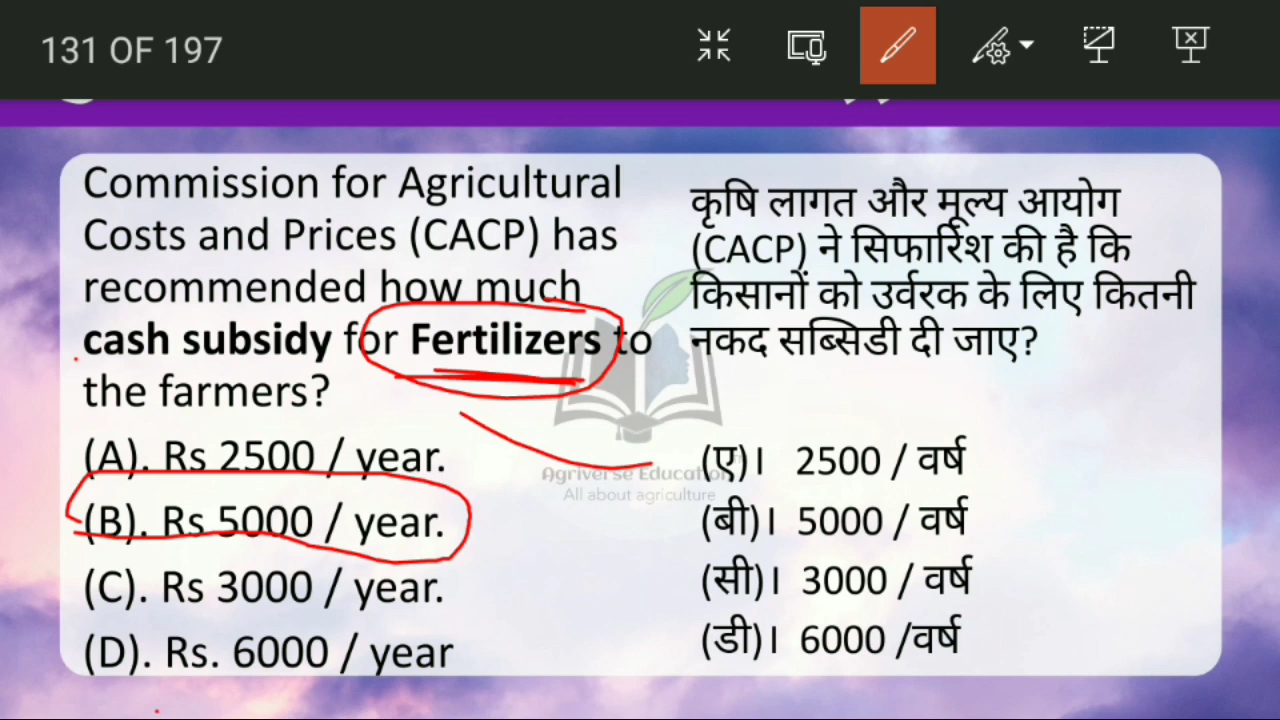 131 OF 197
Commission for Agricultural
Costs and Prices (CACP) has
recommended how much
cash subsidy for Fertilizers to
the farmers?
(A). Rs 2500 / year.
(B). Rs 5000 / year.
(C). Rs 3000 / year.
(D). Rs. 6000 / year
कृषि लागत और मूल्य आयोग
(CACP) ने सिफारिश की है कि
किसानों को उर्वरक के लिए कितनी
नकद सब्सिडी दी जाए?
(ए)। 2500 / वर्ष
(बी)। 5000 / वर्ष
(सी)। 3000 / वर्ष
(डी)। 6000 /वर्ष
Agriverse Education
All about agriculture